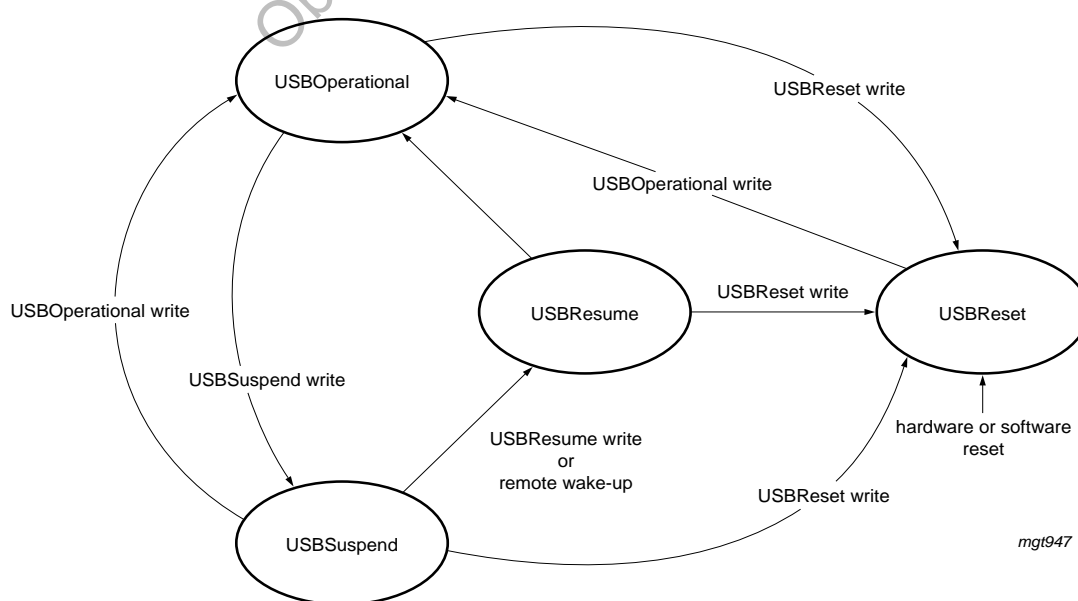 USBOperational
USBReset write
USBOperational write
USBResume
USBReset write
USBReset
USBOperational write
USBSuspend write
hardware or software
reset
USBResume write
or
remote wake-up
USBReset write
USBSuspend
mgt947